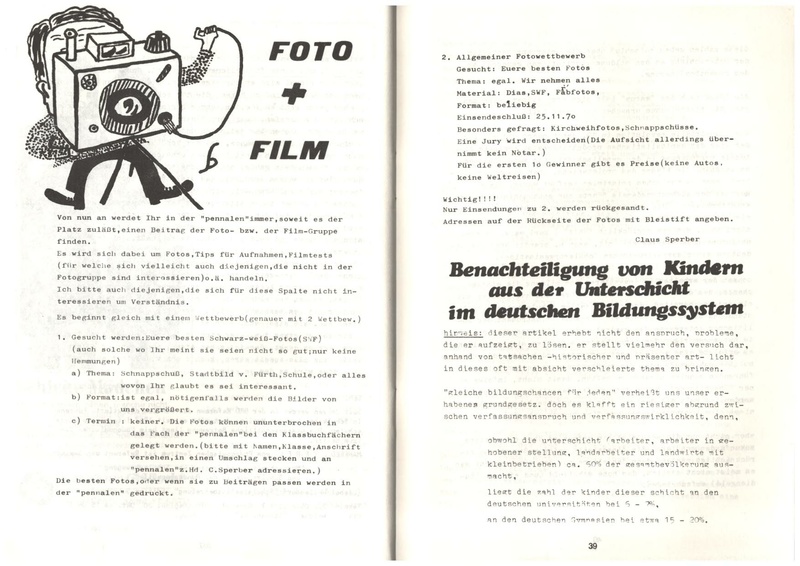 FOTO
+
FILM
Von nun an werdet Ihr in der "pennalen"immer,soweit es der
Platz zuläßt,einen Beitrag der Foto- bzw. der Film-Gruppe
finden.
Es wird sich dabei um Fotos,Tips für Aufnahmen,Filmtests
(für welche sich vielleicht auch diejenigen,die nicht in der
Fotogruppe sind interessieren)o.ä. handeln.
Ich bitte auch diejenigen,die sich für diese Spalte nicht in-
teressieren um Verständnis.
Es beginnt gleich mit einem Wettbewerb(genauer mit 2 Wettbew.)
1. Gesucht werden:Euere besten Schwarz-weiß-Fotos(SWF)
(auch solche wo Ihr meint sie seien nicht so gut;nur keine
Hemmungen)
a) Thema: Schnappschuß, Stadtbild v. Fürth,Schule,oder alles
wovon Ihr glaubt es sei interessant.
b) Format:ist egal, nötigenfalls werden die Bilder von
uns vergrößert.
c) Termin : keiner. Die Fotos können ununterbrochen in
das Fach der "pennalen"bei den Klassbuchfächern
gelegt werden.(bitte mit Namen,Klasse,Anschrift
versehen,in einen Umschlag stecken und an
"pennalen"z.Hd. C.Sperber adressieren.)
Die besten Fotos,oder wenn sie zu Beiträgen passen werden in
der "pennalen" gedruckt.
2. Allgemeiner Fotowettbewerb
Gesucht: Euere besten Fotos
Thema: egal. Wir nehmen alles
Material: Dias,SWF, Fabfotos,
Format: beliebig
Einsendeschluß: 25.11.70
Besonders gefragt: Kirchweihfotos,Schnappschüsse.
Eine Jury wird entscheiden(Die Aufsicht allerdings über-
nimmt kein Notar.)
Für die ersten 10 Gewinner gibt es Preise(keine Autos,
keine Weltreisen)
Wichtig!!!!
Nur Einsendungen zu 2. werden rückgesandt.
Adressen auf der Rückseite der Fotos mit Bleistift angeben.
Claus Sperber
Benachteiligung von Kindern
aus der Unterschicht
im deutschen Bildungssystem
hinweis: dieser artikel erhebt nicht den anspruch, probleme,
die er aufzeigt, zu lösen. er stellt vielmehr den versuch dar,
anhand von tatsachen -historischer und präsenter art- licht
in dieses oft mit absicht verschleierte thema zu bringen.
"gleiche bildungschancen für jeden" verheißt uns unser er-
habenes grundgesetz. doch es klafft ein riesiger abgrund zwi-
schen verfassungsanspruch und verfassungswirklichkeit, denn,
obwohl die unterschicht (arbeiter, arbeiter in ge-
hobener stellung, landarbeiter und landwirte mit
kleinbetrieben) ca. 60% der gesamtbevölkerung aus-
macht,
liegt die zahl der kinder dieser schicht an den
deutschen universitäten bei 6 - 7%,
an den deutschen Gymnasien bei etwa 15 - 20%.
39